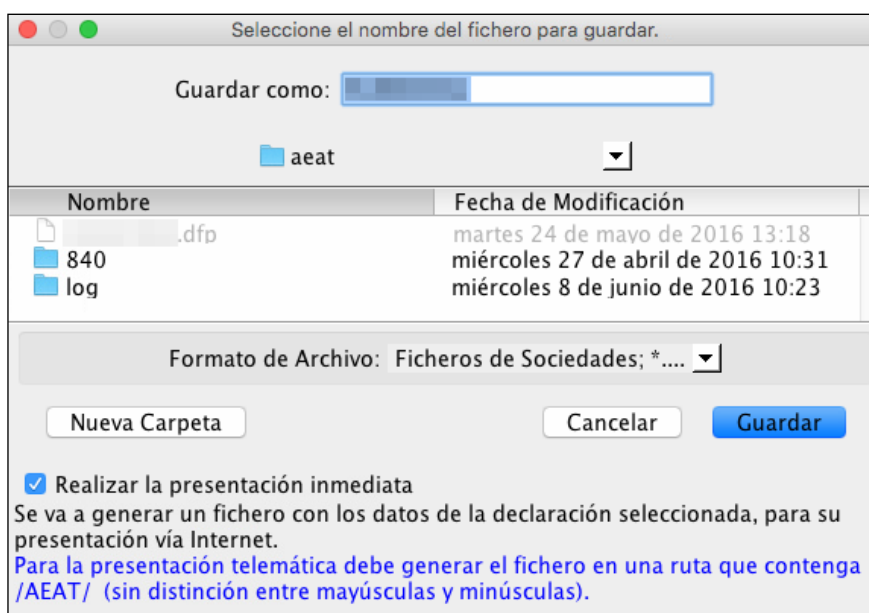 Seleccione el nombre del fichero para guardar.
Guardar como:
aeat
Nombre Fecha de Modificación
.dfp martes 24 de mayo de 2016 13:18
840 miércoles 27 de abril de 2016 10:31
log miércoles 8 de junio de 2016 10:23
Formato de Archivo: Ficheros de Sociedades; *....
Nueva Carpeta Cancelar Guardar
Realizar la presentación inmediata
Se va a generar un fichero con los datos de la declaración seleccionada, para su
presentación vía Internet.
Para la presentación telemática debe generar el fichero en una ruta que contenga
/AEAT/ (sin distinción entre mayúsculas y minúsculas).